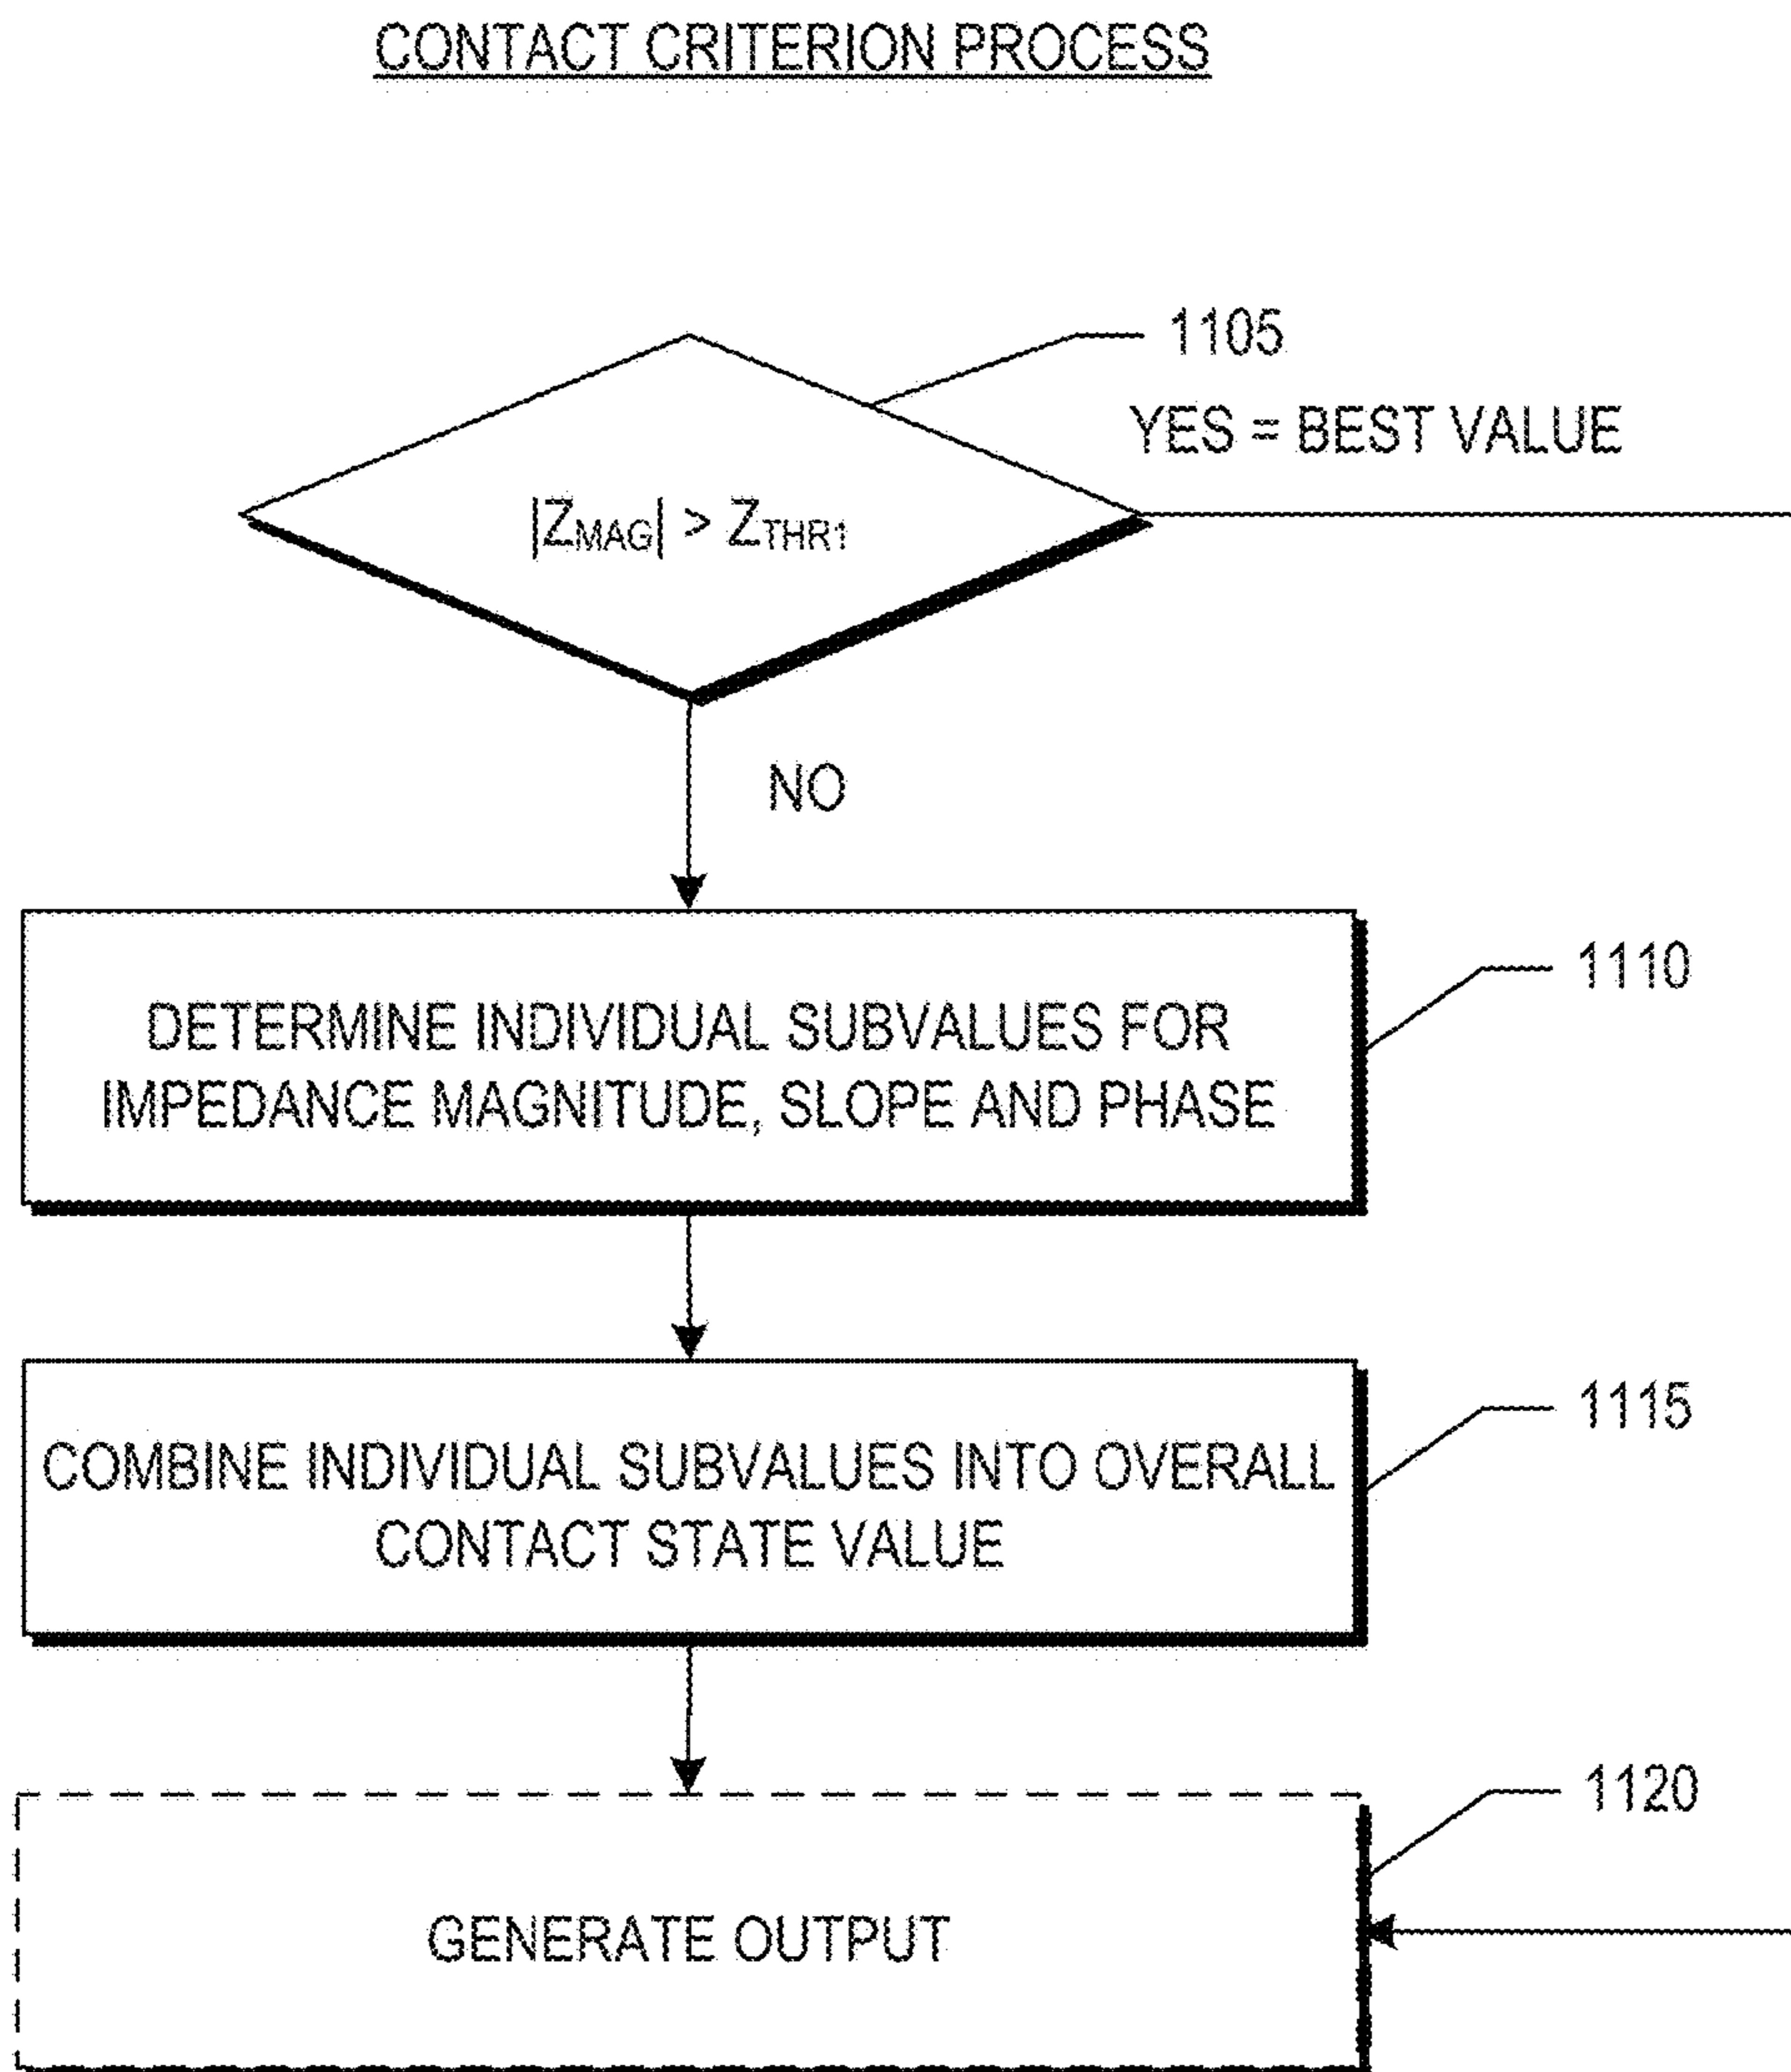 CONTACT CRITERION PROCESS
1105
YES = BEST VALUE
|ZMAG| > ZTHR1
NO
1110
DETERMINE INDIVIDUAL SUBVALUES FOR
IMPEDANCE MAGNITUDE, SLOPE AND PHASE
1115
COMBINE INDIVIDUAL SUBVALUES INTO OVERALL
CONTACT STATE VALUE
1120
GENERATE OUTPUT